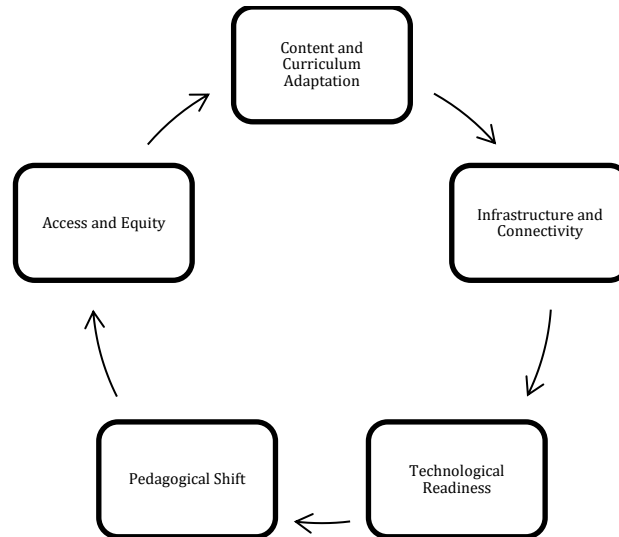 Content and
Curriculum
Adaptation
Infrastructure and
Connectivity
Technological
Readiness
Pedagogical Shift
Access and Equity